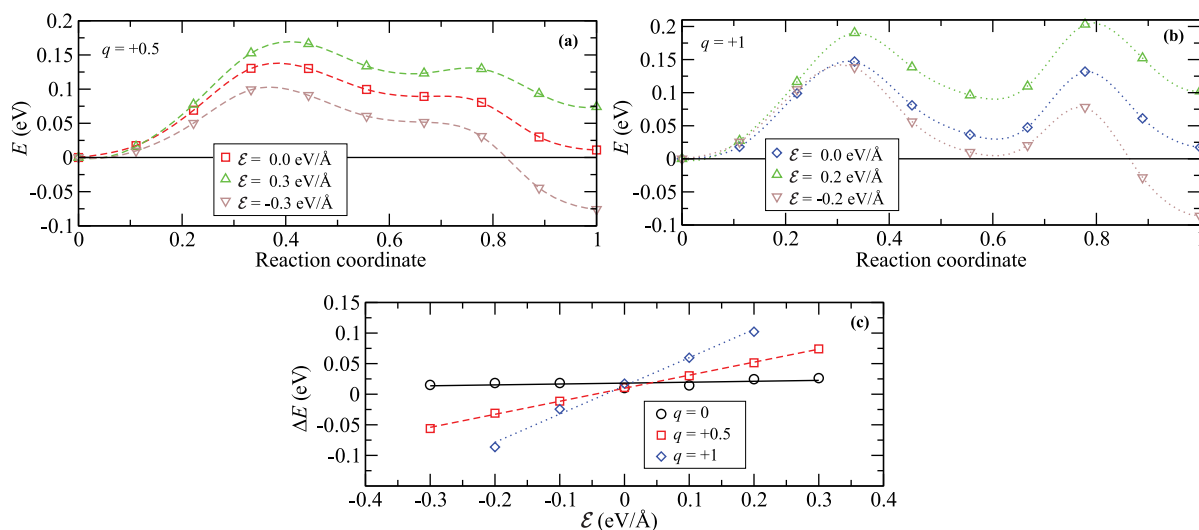 0.2
0.15
0.1
0.05
0
-0.05
-0.1
E (eV)
q = +0.5
(a)
ℰ = 0.0 eV/Å
ℰ = 0.3 eV/Å
ℰ = -0.3 eV/Å
0 0.2 0.4 0.6 0.8 1
Reaction coordinate
0.2
0.15
0.1
0.05
0
-0.05
-0.1
E (eV)
q = +1
(b)
ℰ = 0.0 eV/Å
ℰ = 0.2 eV/Å
ℰ = -0.2 eV/Å
0 0.2 0.4 0.6 0.8 1
Reaction coordinate
0.15
0.1
0.05
0
-0.05
-0.1
ΔE (eV)
(c)
q = 0
q = +0.5
q = +1
-0.4 -0.3 -0.2 -0.1 0 0.1 0.2 0.3 0.4
ℰ (eV/Å)